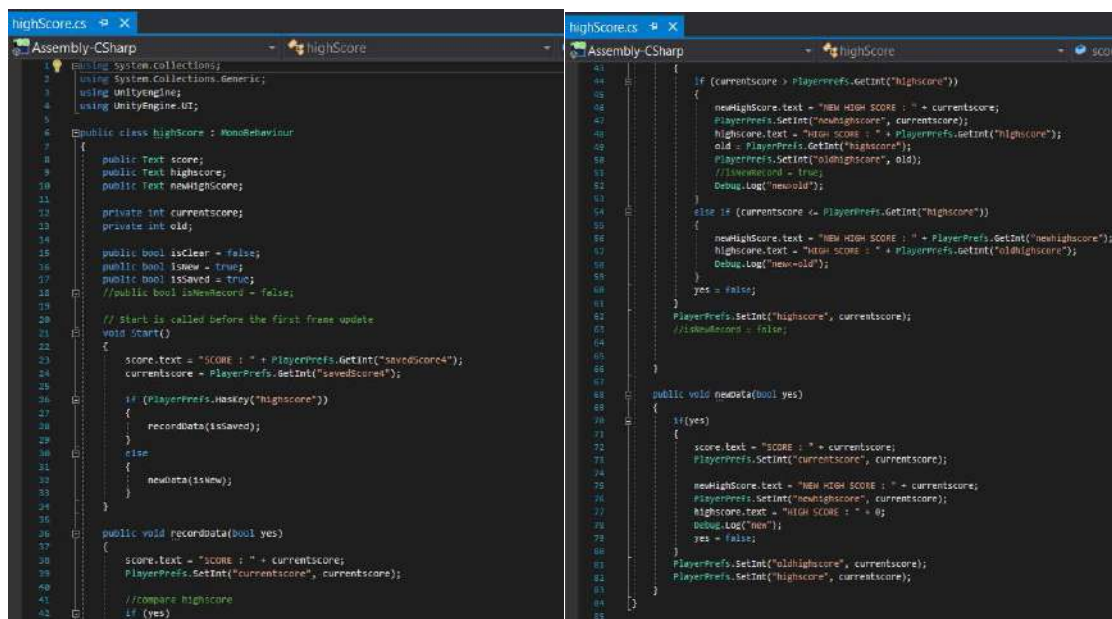 highScore.cs
Assembly-CSharp
highScore
1 using System.Collections;
2 using System.Collections.Generic;
3 using UnityEngine;
4 using UnityEngine.UI;
5
6 public class highScore : MonoBehaviour
7 {
8 public Text score;
9 public Text highscore;
10 public Text newHighScore;
11
12 private int currentscore;
13 private int old;
14
15 public bool isClear = false;
16 public bool isNew = true;
17 public bool isSaved = true;
18 //public bool isNewRecord = false;
19
20 // Start is called before the first frame update
21 void Start()
22 {
23 score.text = "SCORE : " + PlayerPrefs.GetInt("savedScore4");
24 currentscore = PlayerPrefs.GetInt("savedScore4");
25
26 if (PlayerPrefs.HasKey("highscore"))
27 {
28 recordData(isSaved);
29 }
30 else
31 {
32 newData(isNew);
33 }
34 }
35
36 public void recordData(bool yes)
37 {
38 score.text = "SCORE : " + currentscore;
39 PlayerPrefs.SetInt("currentscore", currentscore);
40
41 //compare highscore
42 if (yes)
highScore.cs
Assembly-CSharp
highScore
43 {
44 if (currentscore > PlayerPrefs.GetInt("highscore"))
45 {
46 newHighScore.text = "NEW HIGH SCORE : " + currentscore;
47 PlayerPrefs.SetInt("newhighscore", currentscore);
48 highscore.text = "HIGH SCORE : " + PlayerPrefs.GetInt("highscore");
49 old = PlayerPrefs.GetInt("highscore");
50 PlayerPrefs.SetInt("oldhighscore", old);
51 //isNewRecord = true;
52 Debug.Log("new>old");
53 }
54 else if (currentscore <= PlayerPrefs.GetInt("highscore"))
55 {
56 newHighScore.text = "NEW HIGH SCORE : " + PlayerPrefs.GetInt("newhighscore");
57 highscore.text = "HIGH SCORE : " + PlayerPrefs.GetInt("oldhighscore");
58 Debug.Log("new<=old");
59 }
60 yes = false;
61 }
62 PlayerPrefs.SetInt("highscore", currentscore);
63 //isNewRecord = false;
64
65
66 }
67
68 public void newData(bool yes)
69 {
70 if(yes)
71 {
72 score.text = "SCORE : " + currentscore;
73 PlayerPrefs.SetInt("currentscore", currentscore);
74
75 newHighScore.text = "NEW HIGH SCORE : " + currentscore;
76 PlayerPrefs.SetInt("newhighscore", currentscore);
77 highscore.text = "HIGH SCORE : " + 0;
78 Debug.Log("new");
79 yes = false;
80 }
81 PlayerPrefs.SetInt("oldhighscore", currentscore);
82 PlayerPrefs.SetInt("highscore", currentscore);
83 }
84 }
85